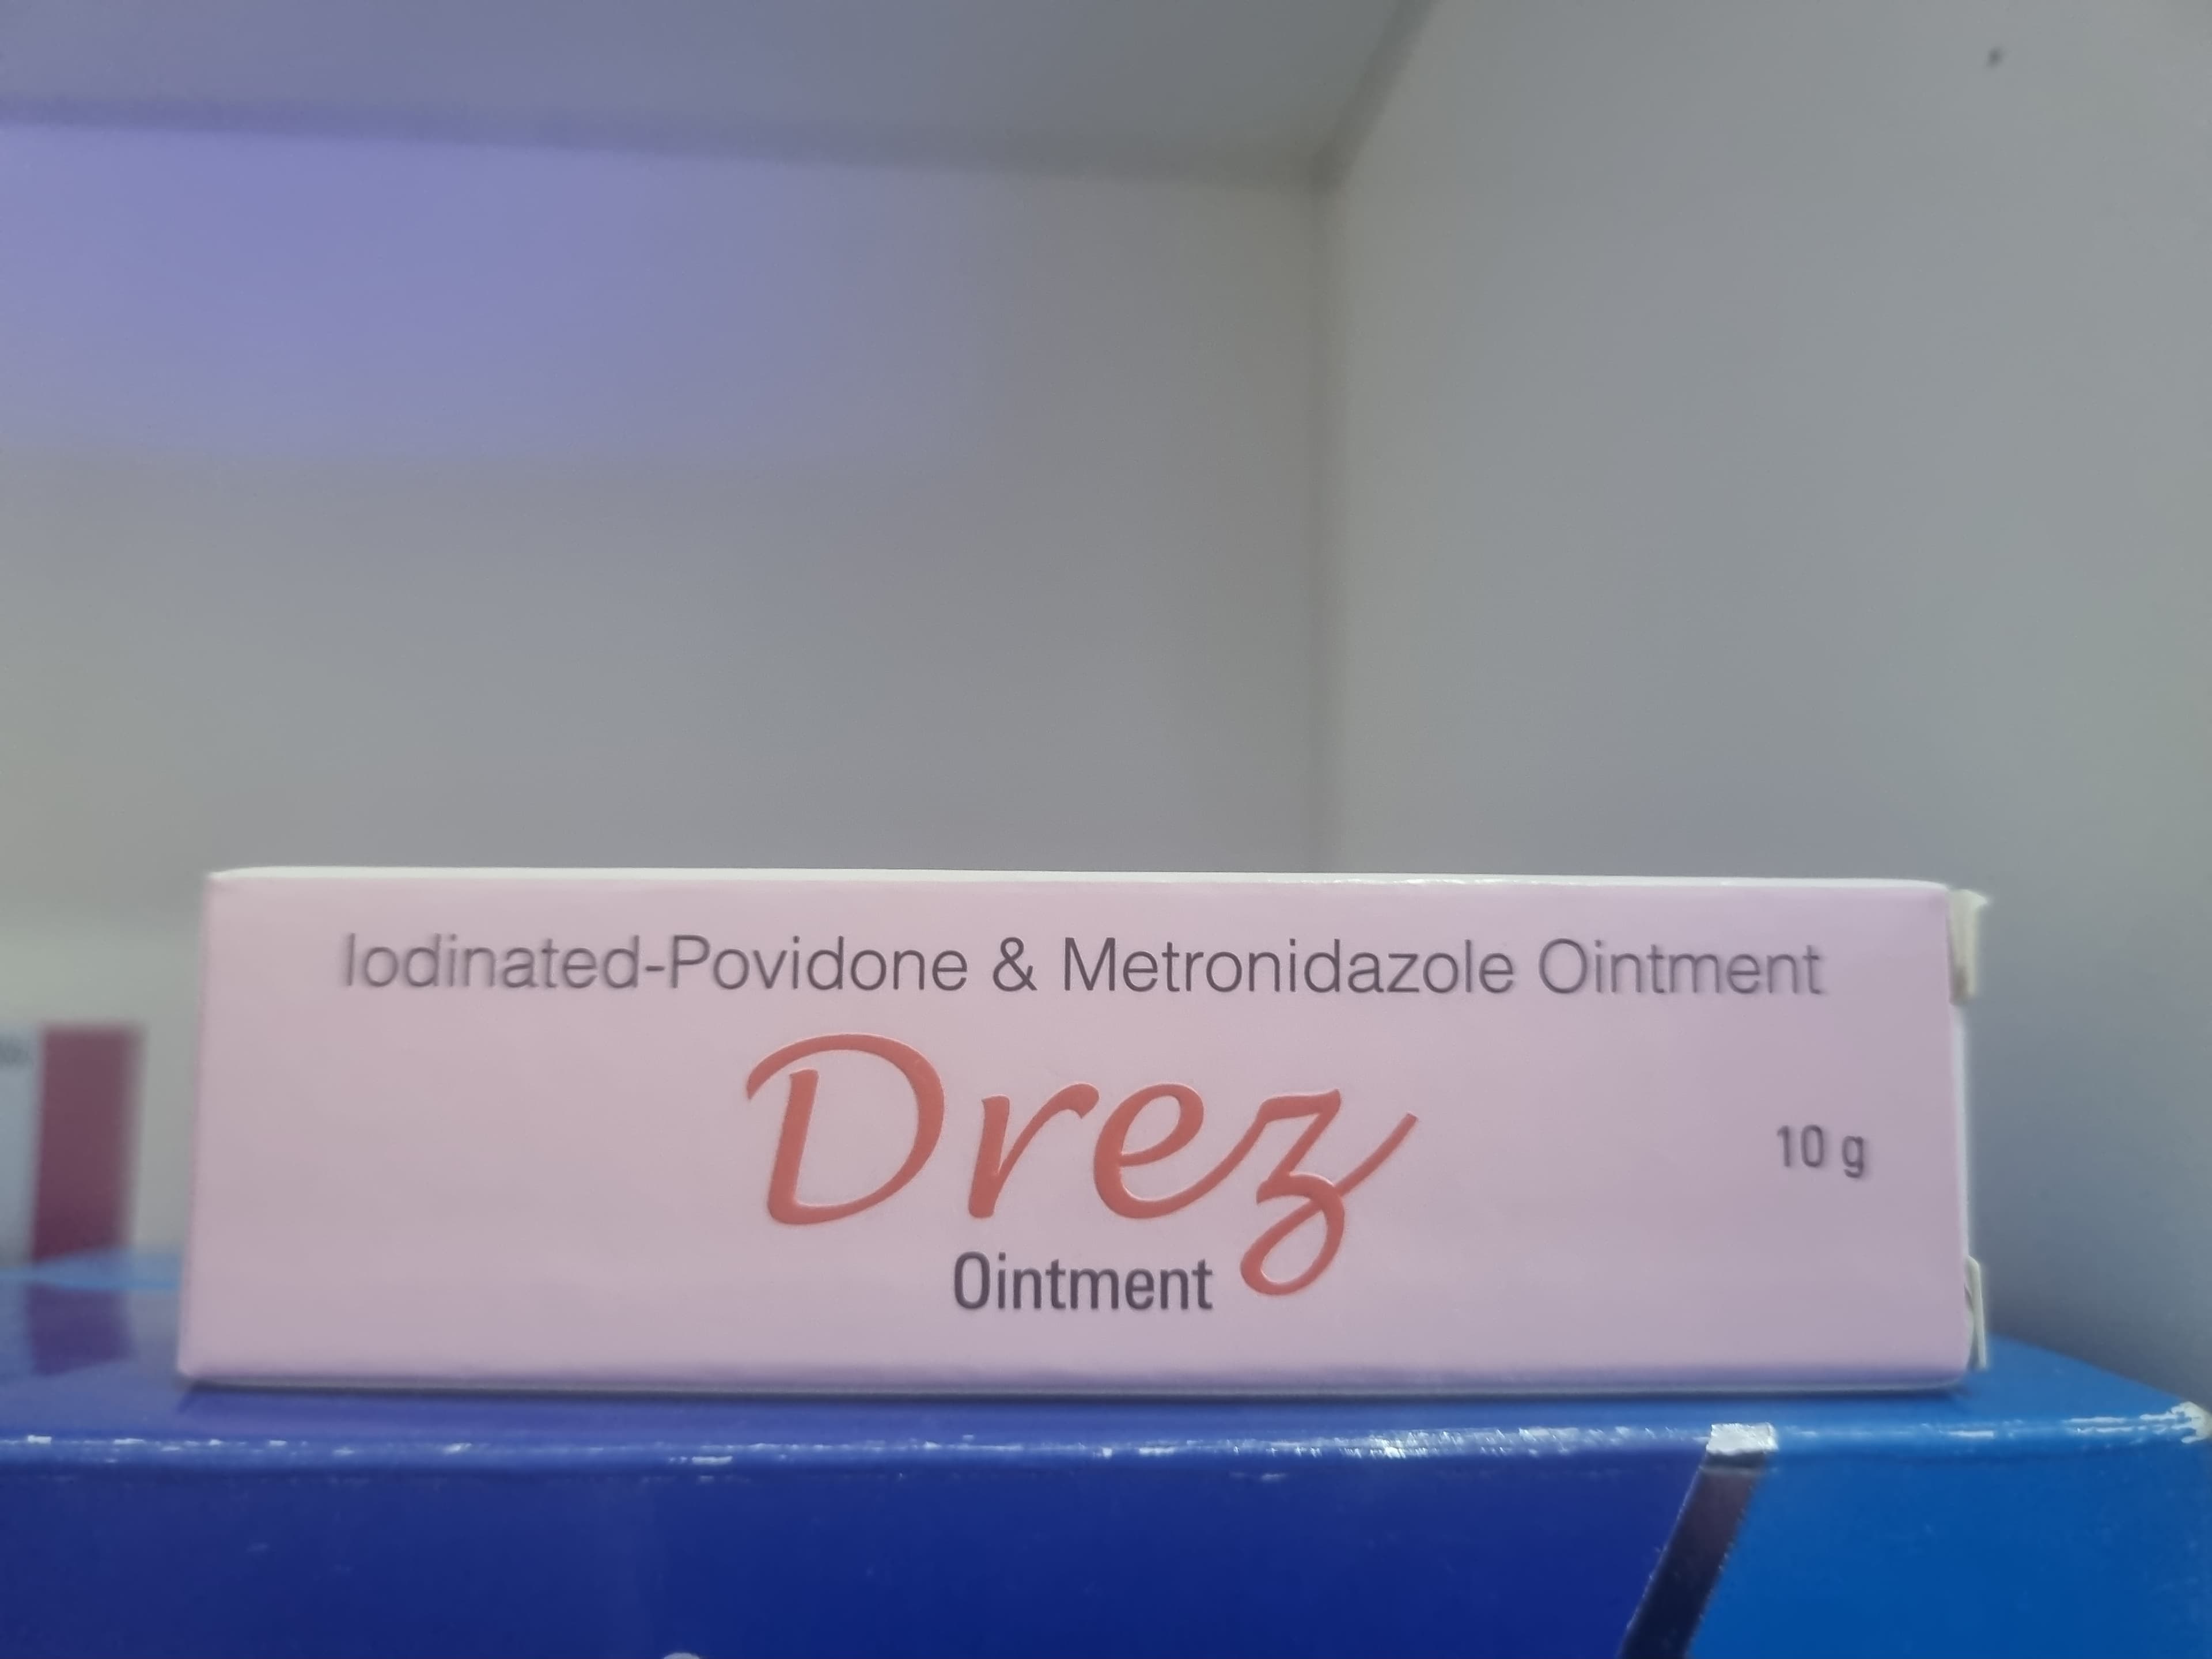 Iodinated-Povidone & Metronidazole Ointment
Drez
10 g
Ointment